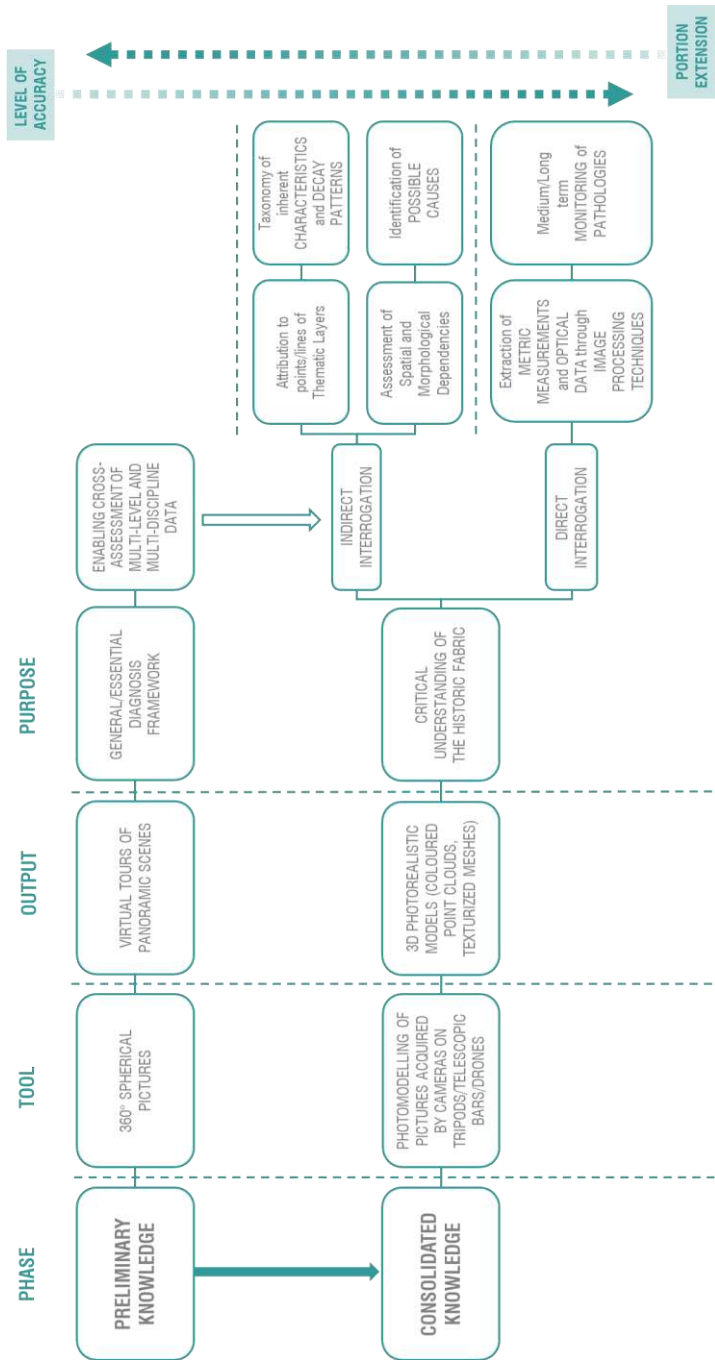 PHASE
TOOL
OUTPUT
PURPOSE
LEVEL OF
ACCURACY
PRELIMINARY
KNOWLEDGE
360° SPHERICAL
PICTURES
VIRTUAL TOURS OF
PANORAMIC SCENES
GENERAL/ESSENTIAL
DIAGNOSIS
FRAMEWORK
ENABLING CROSS-
ASSESSMENT OF
MULTI-LEVEL AND
MULTI-DISCIPLINE
DATA
CONSOLIDATED
KNOWLEDGE
PHOTOMODELLING OF
PICTURES ACQUIRED
BY CAMERAS ON
TRIPODS/TELESCOPIC
BARS/DRONES
3D PHOTOREALISTIC
MODELS (COLOURED
POINT CLOUDS,
TEXTURIZED MESHES)
CRITICAL
UNDERSTANDING OF
THE HISTORIC FABRIC
INDIRECT
INTERROGATION
Attribution to
points/lines of
Thematic Layers
Taxonomy of
inherent
CHARACTERISTICS
and DECAY
PATTERNS
Assessment of
Spatial and
Morphological
Dependencies
Identification of
POSSIBLE
CAUSES
DIRECT
INTERROGATION
Extraction of
METRIC
MEASUREMENTS
and OPTICAL
DATA through
IMAGE
PROCESSING
TECHNIQUES
Medium/Long
term
MONITORING of
PATHOLOGIES
PORTION
EXTENSION